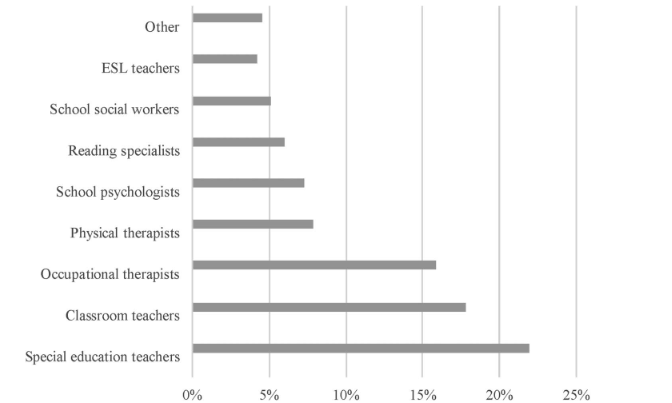 Other
ESL teachers
School social workers
Reading specialists
School psychologists
Physical therapists
Occupational therapists
Classroom teachers
Special education teachers
0% 5% 10% 15% 20% 25%